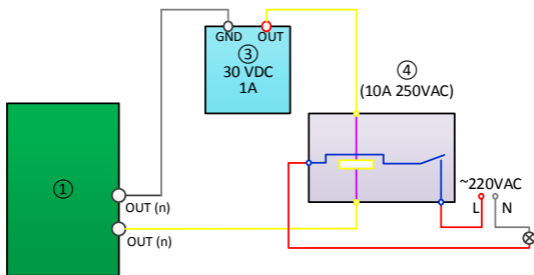 GND OUT
③
30 VDC
1A
④
(10A 250VAC)
①
OUT (n)
OUT (n)
~220VAC
L N